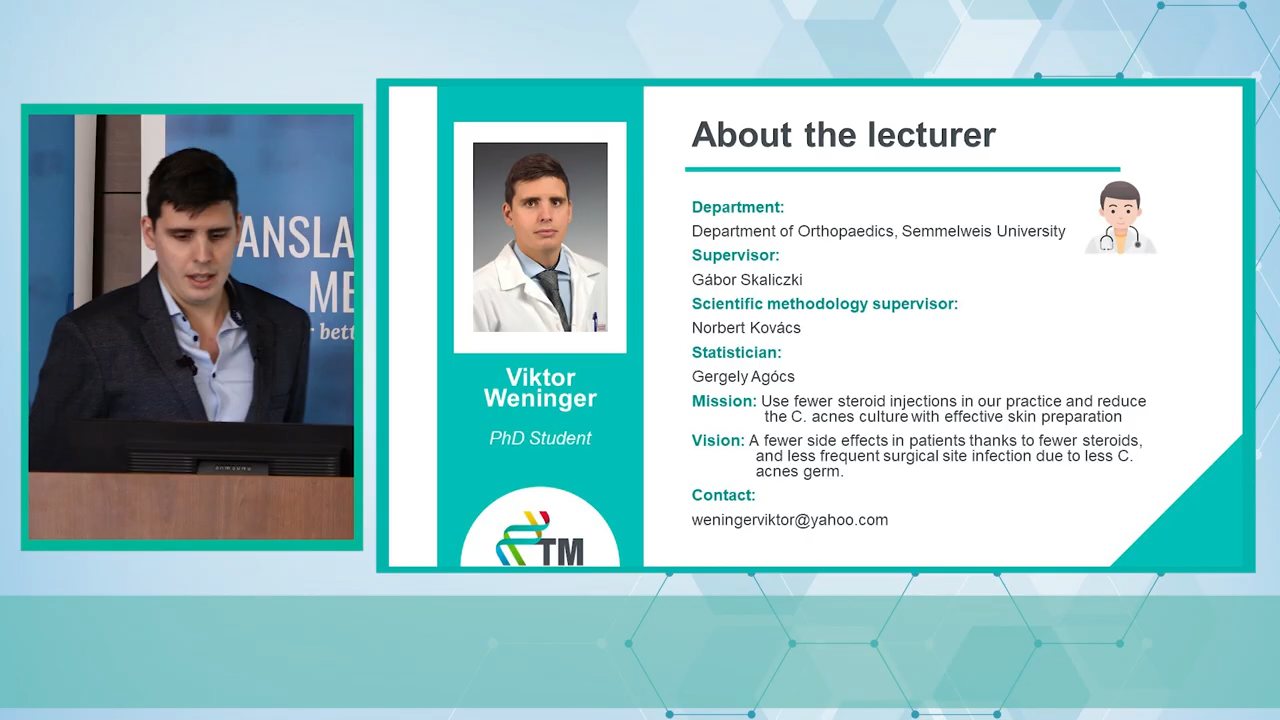 ANSLA
ME
r bett
SAMSUNG
Viktor
Weninger
PhD Student
TM
About the lecturer
Department:
Department of Orthopaedics, Semmelweis University
Supervisor:
Gábor Skaliczki
Scientific methodology supervisor:
Norbert Kovács
Statistician:
Gergely Agócs
Mission: Use fewer steroid injections in our practice and reduce
the C. acnes culture with effective skin preparation
Vision: A fewer side effects in patients thanks to fewer steroids,
and less frequent surgical site infection due to less C.
acnes germ.
Contact:
weningerviktor@yahoo.com